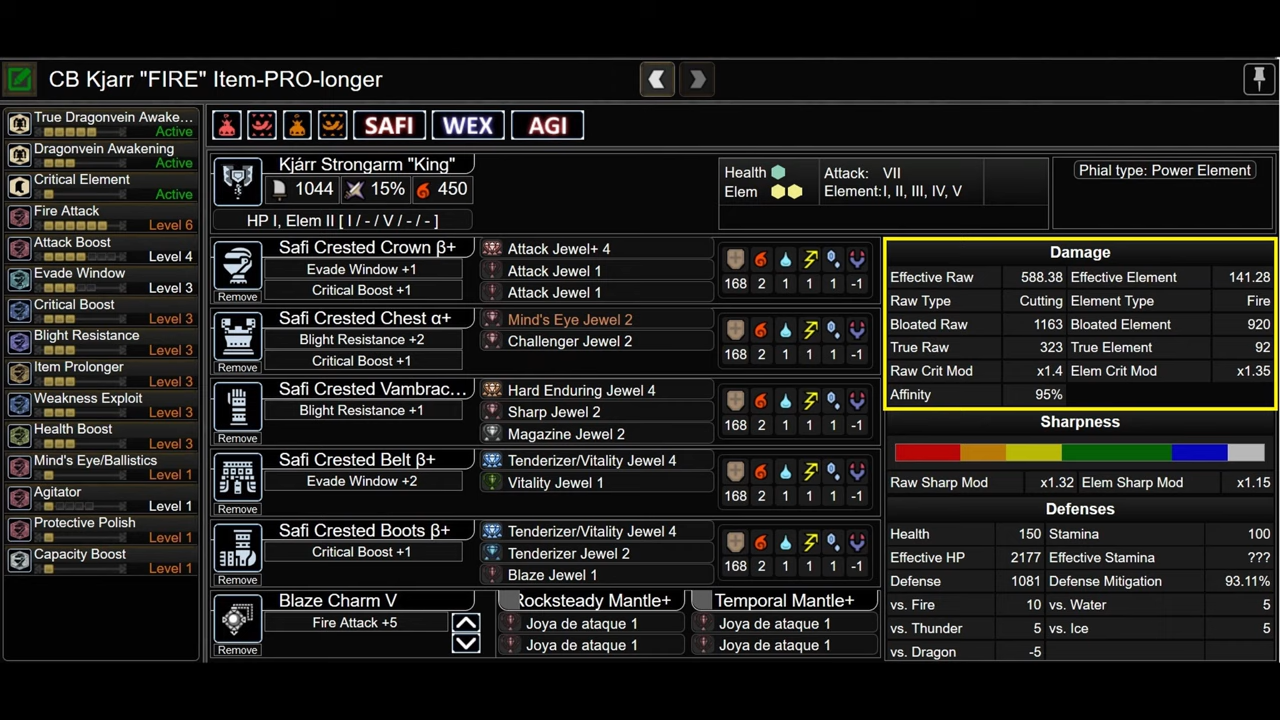 CB Kjarr "FIRE" Item-PRO-longer
True Dragonvein Awake...
Active
Dragonvein Awakening
Active
Critical Element
Active
Fire Attack
Level 6
Attack Boost
Level 4
Evade Window
Level 3
Critical Boost
Level 3
Blight Resistance
Level 3
Item Prolonger
Level 3
Weakness Exploit
Level 3
Health Boost
Level 3
Mind's Eye/Ballistics
Level 1
Agitator
Level 1
Protective Polish
Level 1
Capacity Boost
Level 1
SAFI WEX AGI
Kjárr Strongarm "King"
1044 15% 450
HP I, Elem II [ I / - / V / - / - ]
Health
Elem
Attack: VII
Element: I, II, III, IV, V
Phial type: Power Element
Safi Crested Crown β+
Evade Window +1
Critical Boost +1
Remove
Attack Jewel+ 4
Attack Jewel 1
Attack Jewel 1
168 2 1 1 1 -1
Safi Crested Chest α+
Blight Resistance +2
Critical Boost +1
Remove
Mind's Eye Jewel 2
Challenger Jewel 2
168 2 1 1 1 -1
Safi Crested Vambrac...
Blight Resistance +1
Remove
Hard Enduring Jewel 4
Sharp Jewel 2
Magazine Jewel 2
168 2 1 1 1 -1
Safi Crested Belt β+
Evade Window +2
Remove
Tenderizer/Vitality Jewel 4
Vitality Jewel 1
168 2 1 1 1 -1
Safi Crested Boots β+
Critical Boost +1
Remove
Tenderizer/Vitality Jewel 4
Tenderizer Jewel 2
Blaze Jewel 1
168 2 1 1 1 -1
Blaze Charm V
Fire Attack +5
Remove
Rocksteady Mantle+
Joya de ataque 1
Joya de ataque 1
Temporal Mantle+
Joya de ataque 1
Joya de ataque 1
Damage
Effective Raw 588.38 Effective Element 141.28
Raw Type Cutting Element Type Fire
Bloated Raw 1163 Bloated Element 920
True Raw 323 True Element 92
Raw Crit Mod x1.4 Elem Crit Mod x1.35
Affinity 95%
Sharpness
Raw Sharp Mod x1.32 Elem Sharp Mod x1.15
Defenses
Health 150 Stamina 100
Effective HP 2177 Effective Stamina ???
Defense 1081 Defense Mitigation 93.11%
vs. Fire 10 vs. Water 5
vs. Thunder 5 vs. Ice 5
vs. Dragon -5